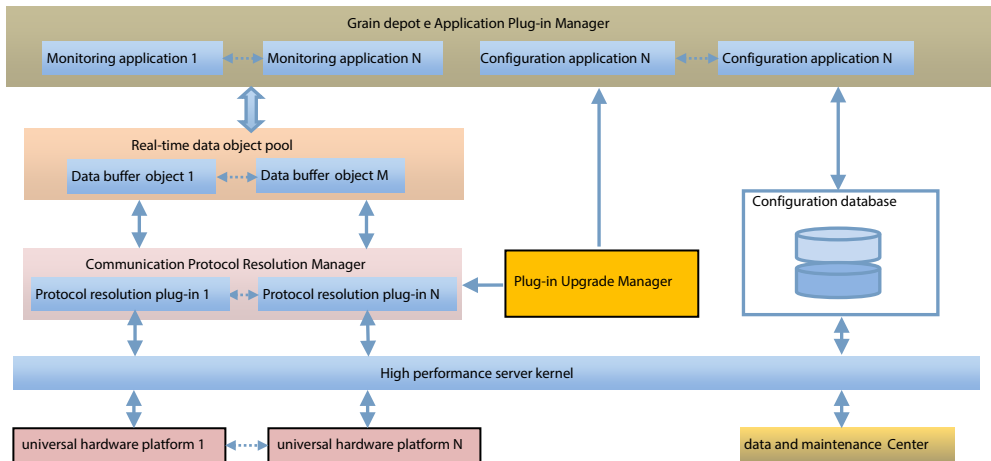 Grain depot e Application Plug-in Manager
Monitoring application 1
Monitoring application N
Configuration application N
Configuration application N
Real-time data object pool
Data buffer object 1
Data buffer object M
Configuration database
Communication Protocol Resolution Manager
Protocol resolution plug-in 1
Protocol resolution plug-in N
Plug-in Upgrade Manager
High performance server kernel
universal hardware platform 1
universal hardware platform N
data and maintenance Center